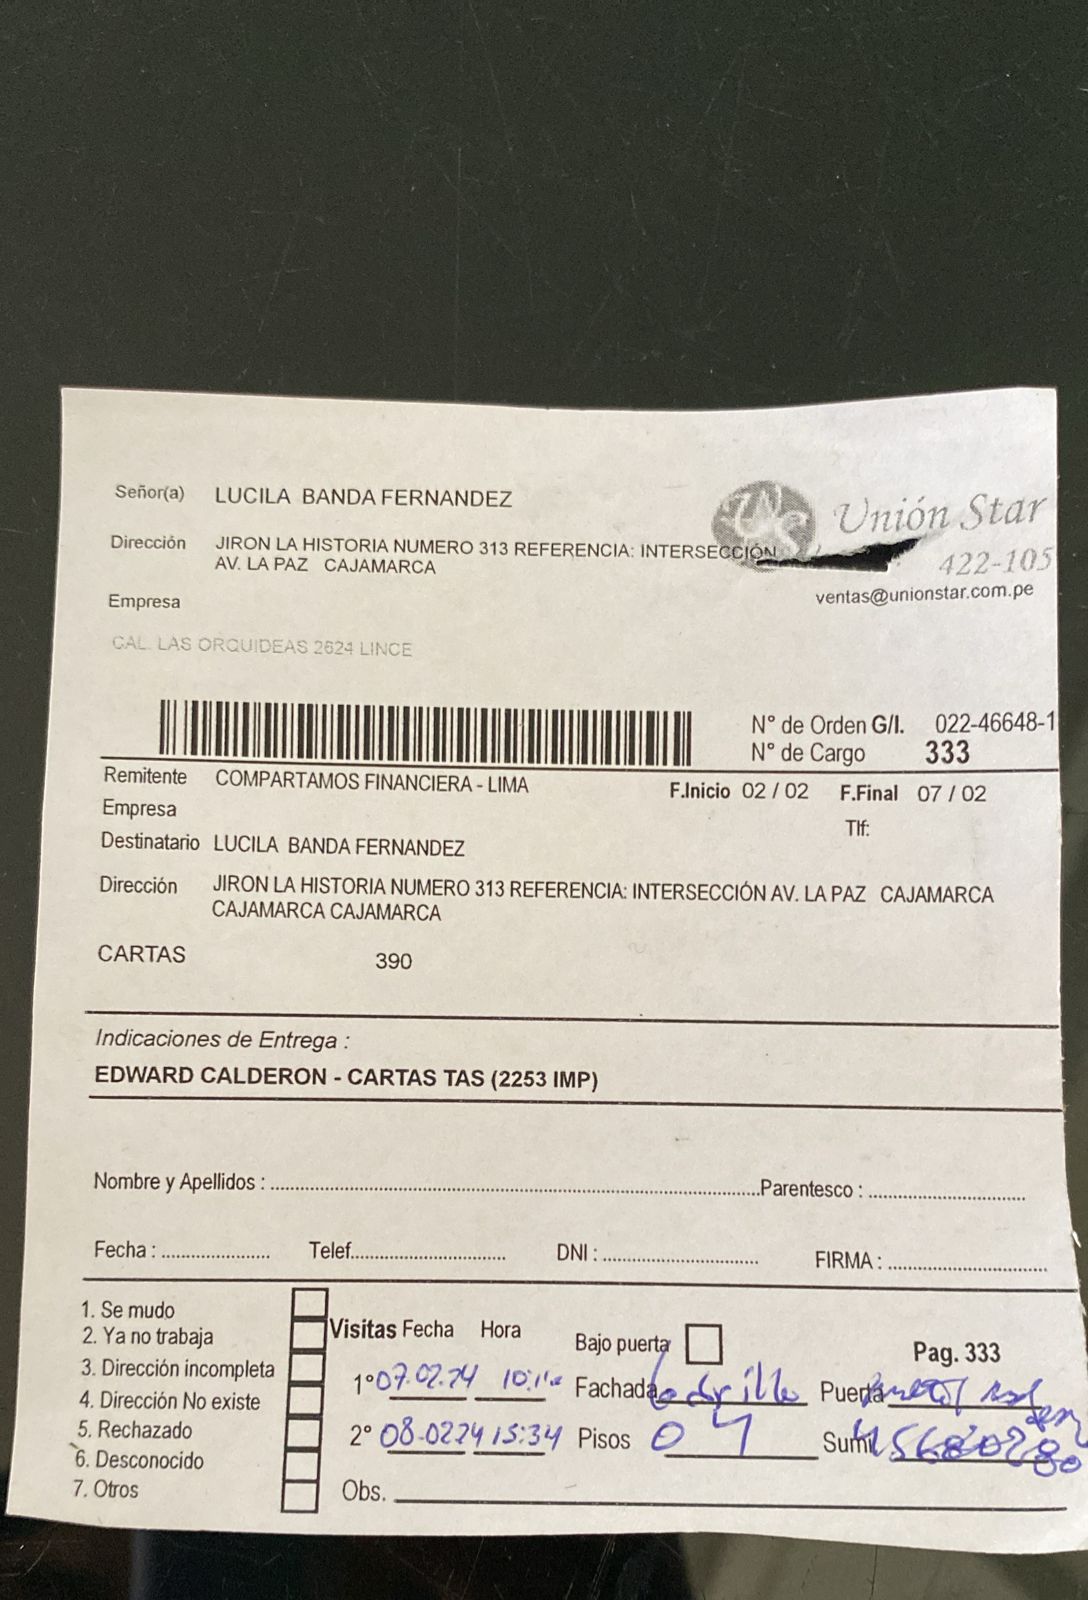 Señor(a) LUCILA BANDA FERNANDEZ
Unión Star
Dirección JIRON LA HISTORIA NUMERO 313 REFERENCIA: INTERSECCIÓN
AV. LA PAZ CAJAMARCA
422-105
ventas@unionstar.com.pe
Empresa
CAL. LAS ORQUIDEAS 2624 LINCE
N° de Orden G/I. 022-46648-1
N° de Cargo 333
Remitente COMPARTAMOS FINANCIERA - LIMA
F.Inicio 02 / 02 F.Final 07 / 02
Empresa
Tlf:
Destinatario LUCILA BANDA FERNANDEZ
Dirección JIRON LA HISTORIA NUMERO 313 REFERENCIA: INTERSECCIÓN AV. LA PAZ CAJAMARCA
CAJAMARCA CAJAMARCA
CARTAS 390
Indicaciones de Entrega :
EDWARD CALDERON - CARTAS TAS (2253 IMP)
Nombre y Apellidos : Parentesco :
Fecha : Telef. DNI : FIRMA :
1. Se mudo
2. Ya no trabaja
3. Dirección incompleta
4. Dirección No existe
5. Rechazado
6. Desconocido
7. Otros
Visitas Fecha Hora Bajo puerta Pag. 333
1° 07.02.24 Fachada Ladrillo Puerta metal
2° 08.02.24 15:34 Pisos 04 Sumi
Obs.